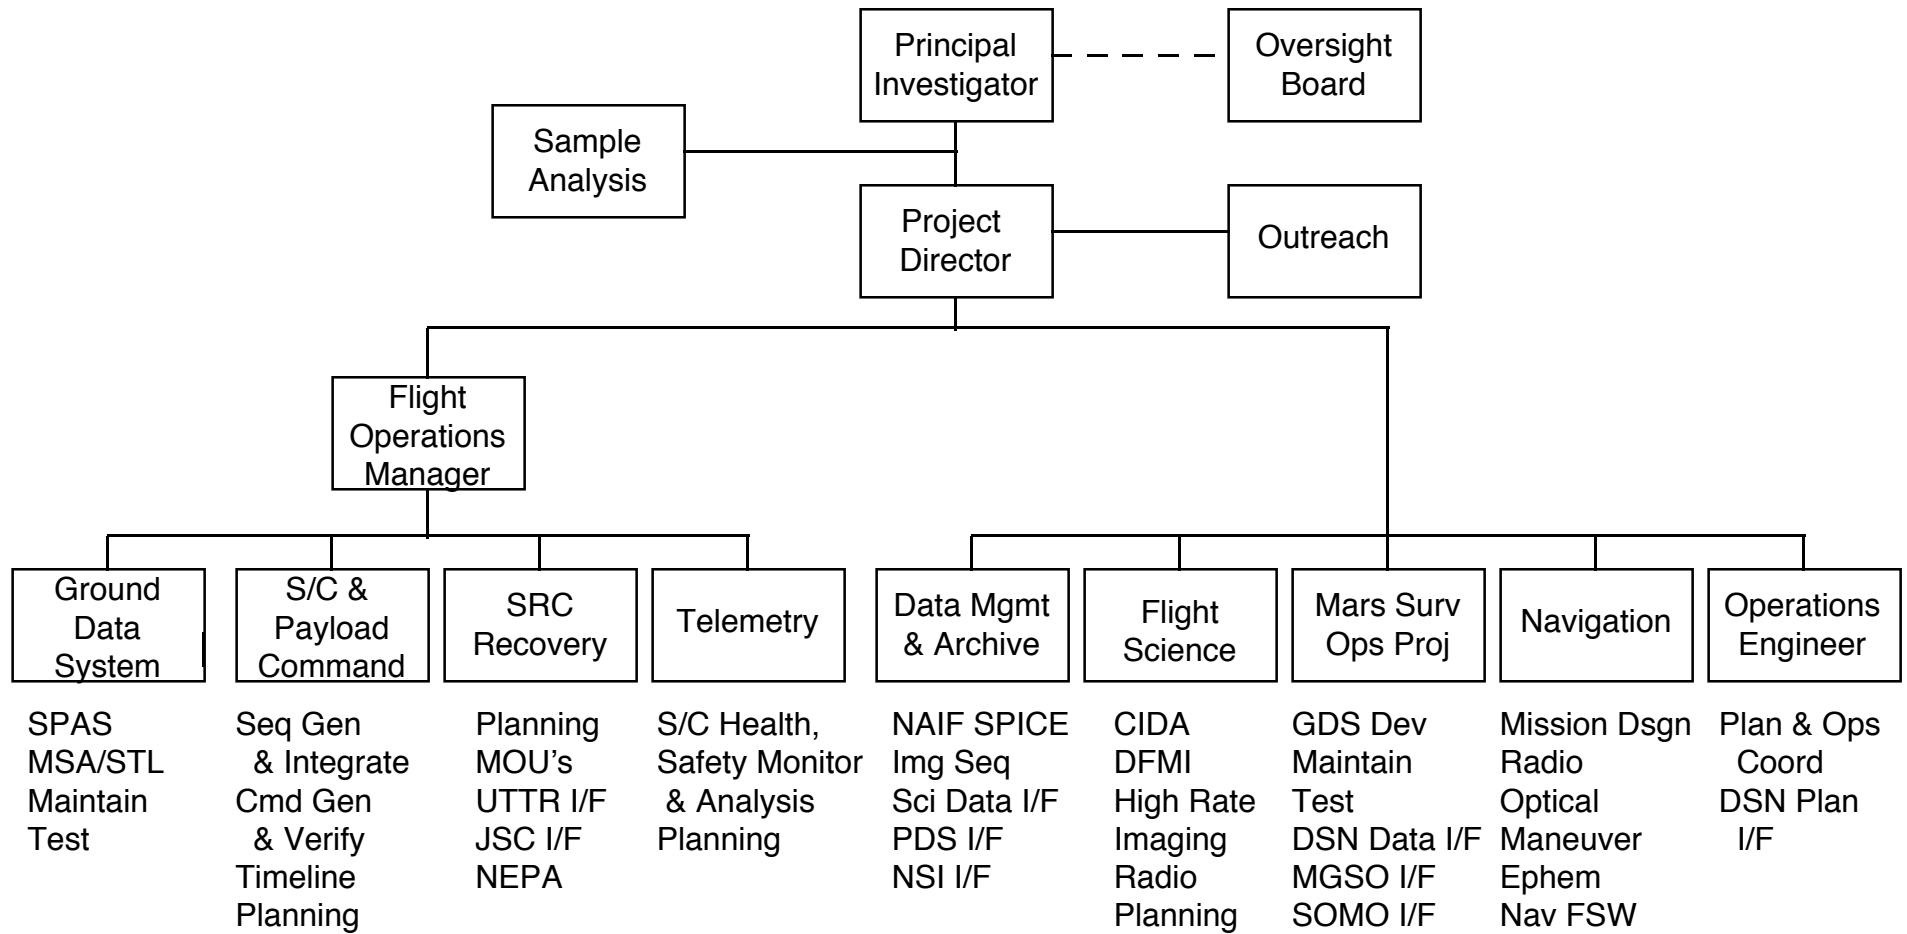 Principal
Investigator
Oversight
Board
Sample
Analysis
Project
Director
Outreach
Flight
Operations
Manager
Ground
Data
System
S/C &
Payload
Command
SRC
Recovery
Telemetry
Data Mgmt
& Archive
Flight
Science
Mars Surv
Ops Proj
Navigation
Operations
Engineer
SPAS
MSA/STL
Maintain
Test
Seq Gen
& Integrate
Cmd Gen
& Verify
Timeline
Planning
Planning
MOU's
UTTR I/F
JSC I/F
NEPA
S/C Health,
Safety Monitor
& Analysis
Planning
NAIF SPICE
Img Seq
Sci Data I/F
PDS I/F
NSI I/F
CIDA
DFMI
High Rate
Imaging
Radio
Planning
GDS Dev
Maintain
Test
DSN Data I/F
MGSO I/F
SOMO I/F
Mission Dsgn
Radio
Optical
Maneuver
Ephem
Nav FSW
Plan & Ops
Coord
DSN Plan
I/F